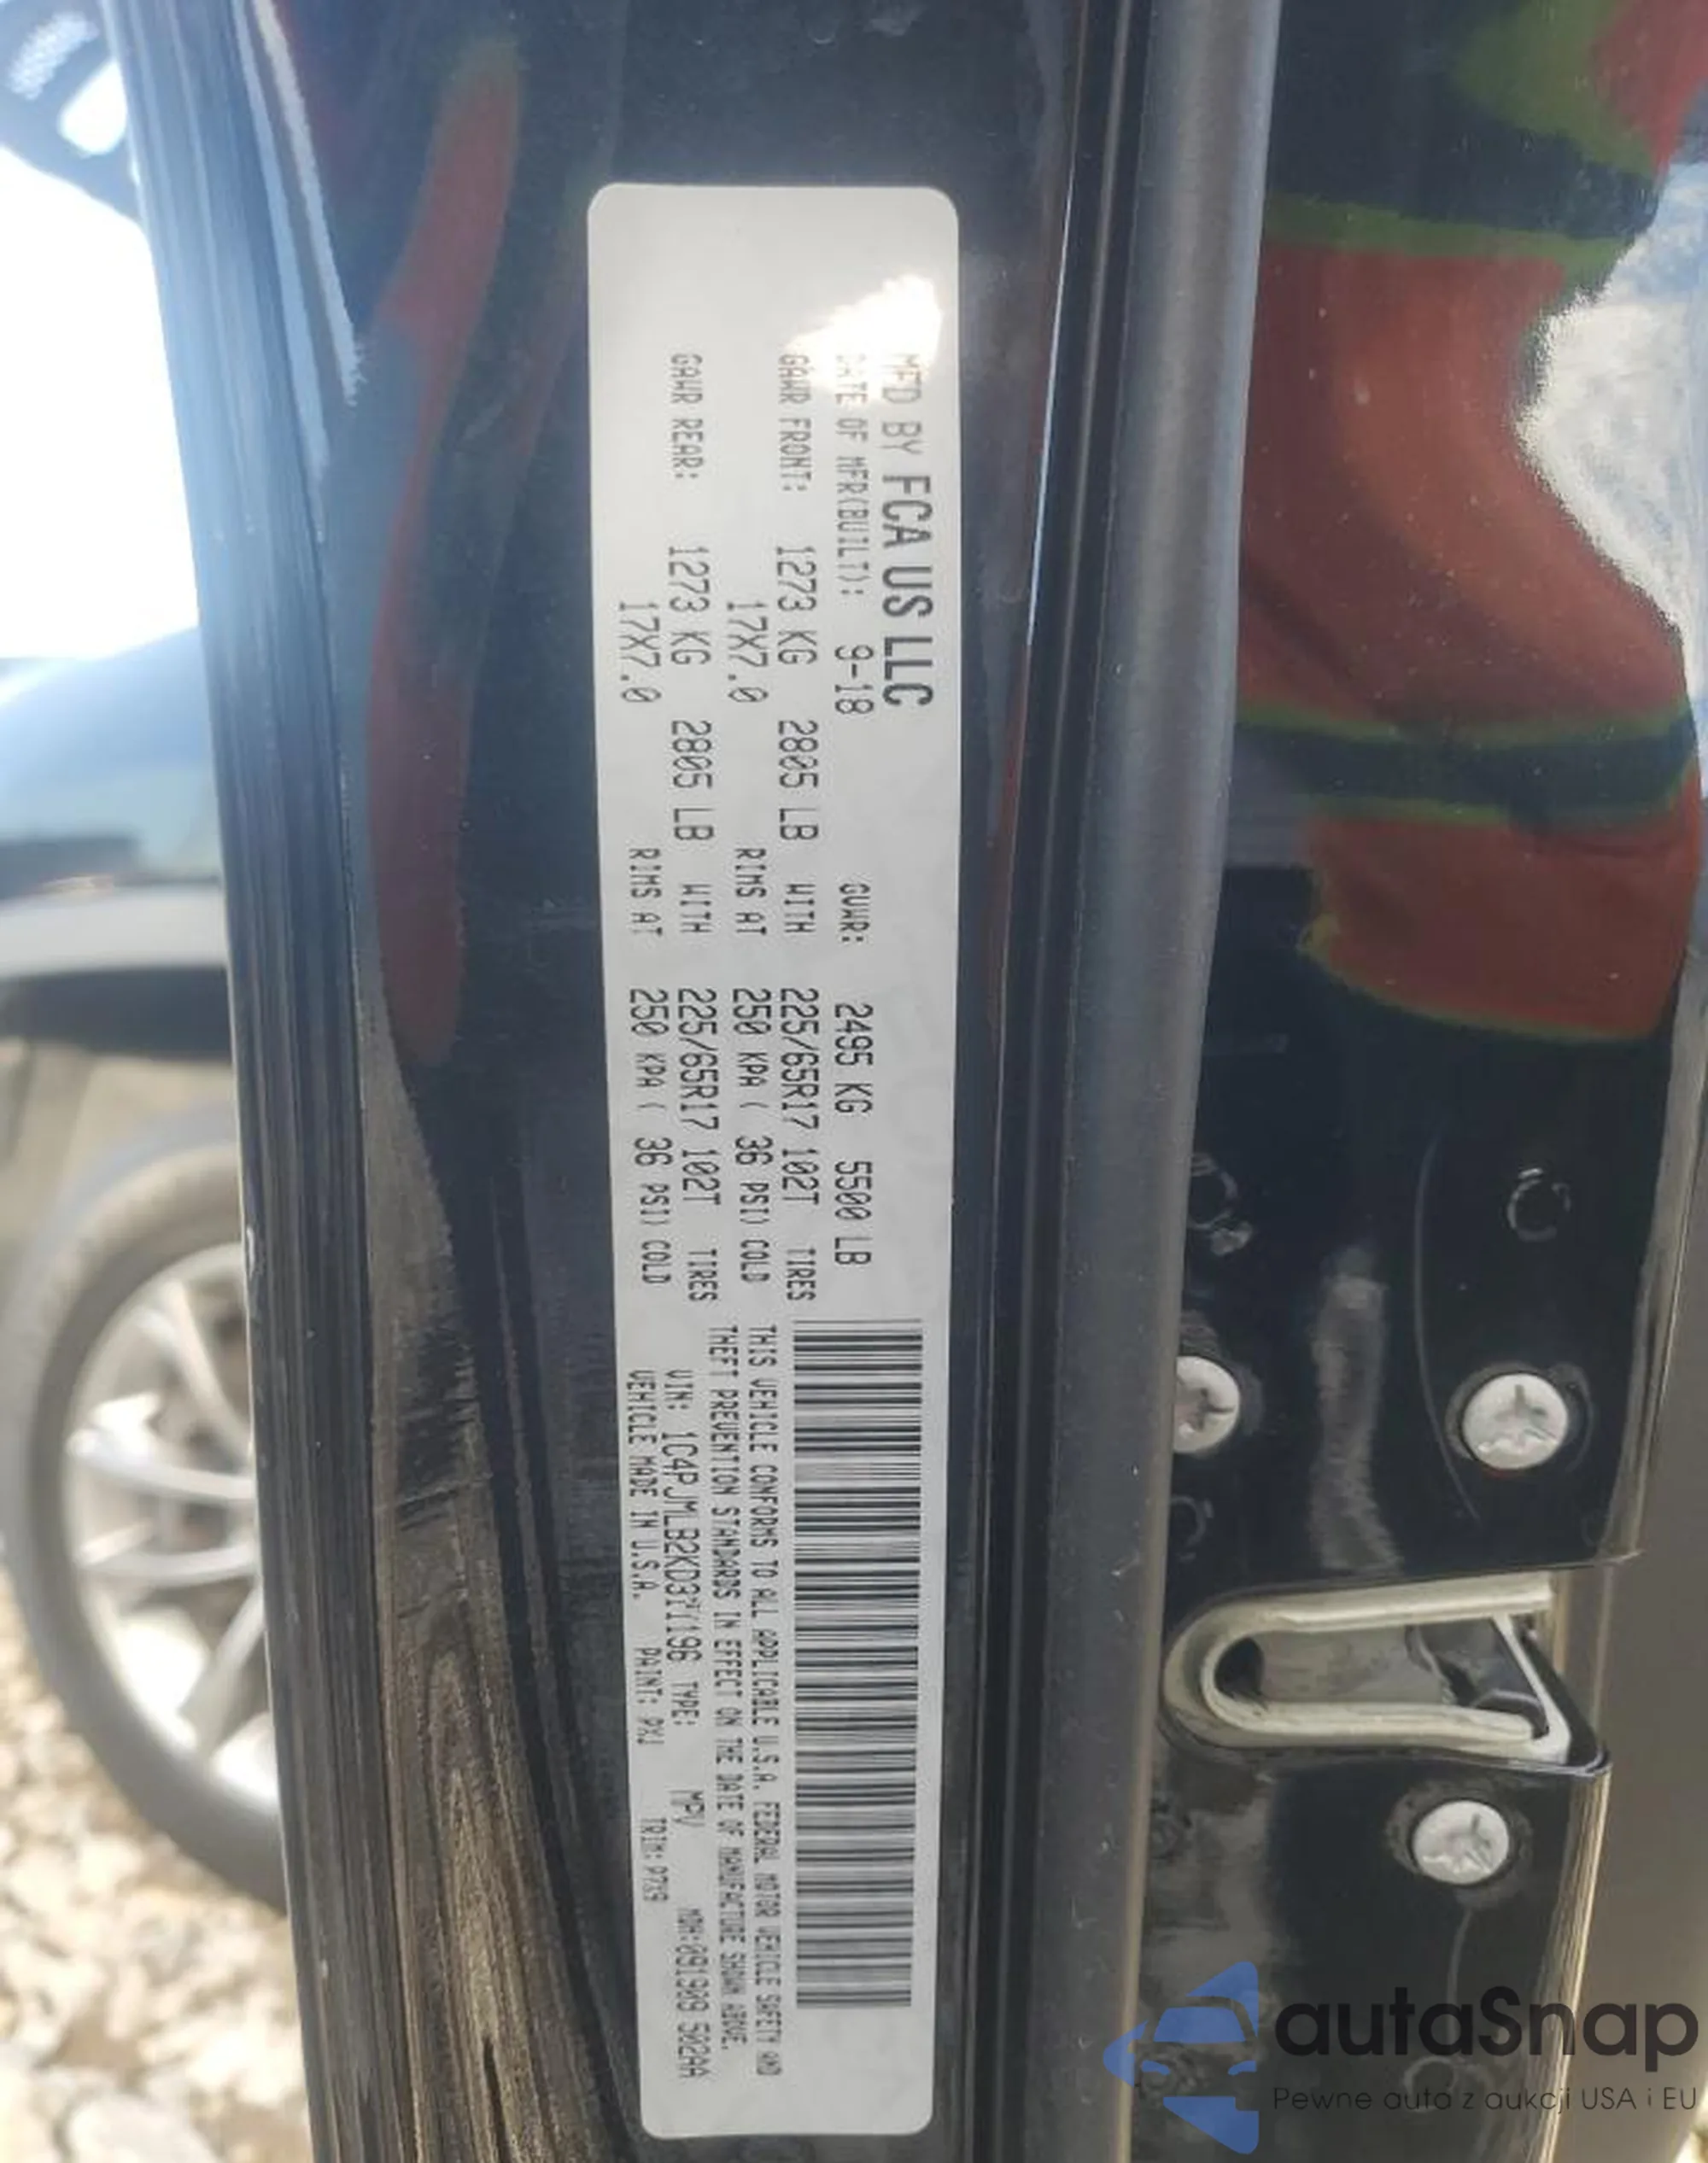 MFD BY FCA US LLC
DATE OF MFR(BUILT): 9-18 GVWR: 2495 KG 5500 LB
GAWR FRONT: 1273 KG 2805 LB WITH 225/65R17 102T TIRES
17X7.0 RIMS AT 250 KPA ( 36 PSI) COLD
GAWR REAR: 1273 KG 2805 LB WITH 225/65R17 102T TIRES
17X7.0 RIMS AT 250 KPA ( 36 PSI) COLD
THIS VEHICLE CONFORMS TO ALL APPLICABLE U.S.A. FEDERAL MOTOR VEHICLE SAFETY AND
THEFT PREVENTION STANDARDS IN EFFECT ON THE DATE OF MANUFACTURE SHOWN ABOVE.
VIN: TYPE: MPV MDH:091909 502AA
VEHICLE MADE IN U.S.A. PAINT: PXJ TRIM: P7X9
autaSnap
Pewne auta z aukcji USA i EU